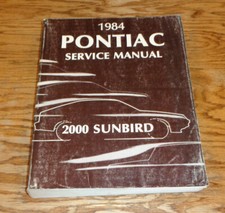 1984
PONTIAC
SERVICE MANUAL
2000 SUNBIRD